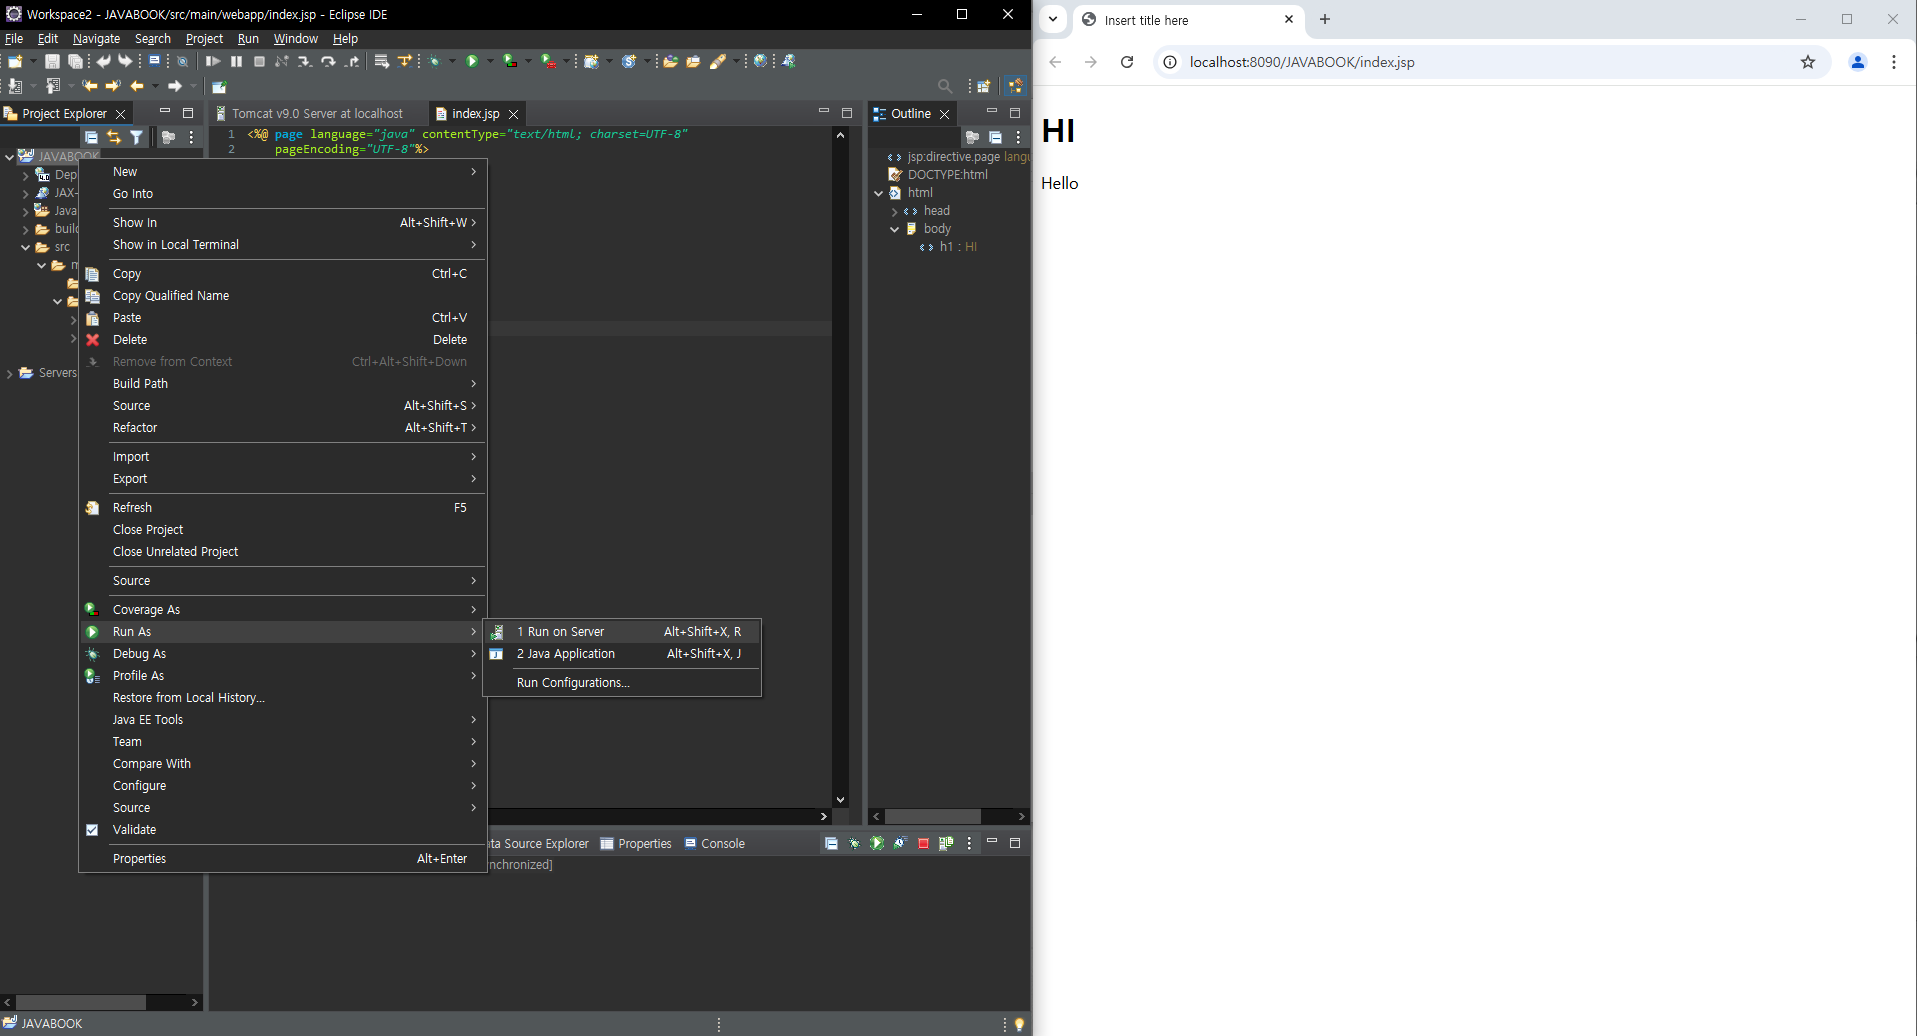 Workspace2 - JAVABOOK/src/main/webapp/index.jsp - Eclipse IDE
File Edit Navigate Search Project Run Window Help
Project Explorer
Tomcat v9.0 Server at localhost
index.jsp
Outline
JAVABOOK
Dep
JAX-
Java
build
src
m
Servers
1 <%@ page language="java" contentType="text/html; charset=UTF-8"
2 pageEncoding="UTF-8"%>
New
Go Into
Show In Alt+Shift+W
Show in Local Terminal
Copy Ctrl+C
Copy Qualified Name
Paste Ctrl+V
Delete Delete
Remove from Context Ctrl+Alt+Shift+Down
Build Path
Source Alt+Shift+S
Refactor Alt+Shift+T
Import
Export
Refresh F5
Close Project
Close Unrelated Project
Source
Coverage As
Run As
Debug As
Profile As
Restore from Local History...
Java EE Tools
Team
Compare With
Configure
Source
Validate
Properties Alt+Enter
1 Run on Server Alt+Shift+X, R
2 Java Application Alt+Shift+X, J
Run Configurations...
jsp:directive.page langu
DOCTYPE:html
html
head
body
h1 : HI
ata Source Explorer
Properties
Console
nchronized]
JAVABOOK
Insert title here
localhost:8090/JAVABOOK/index.jsp
HI
Hello